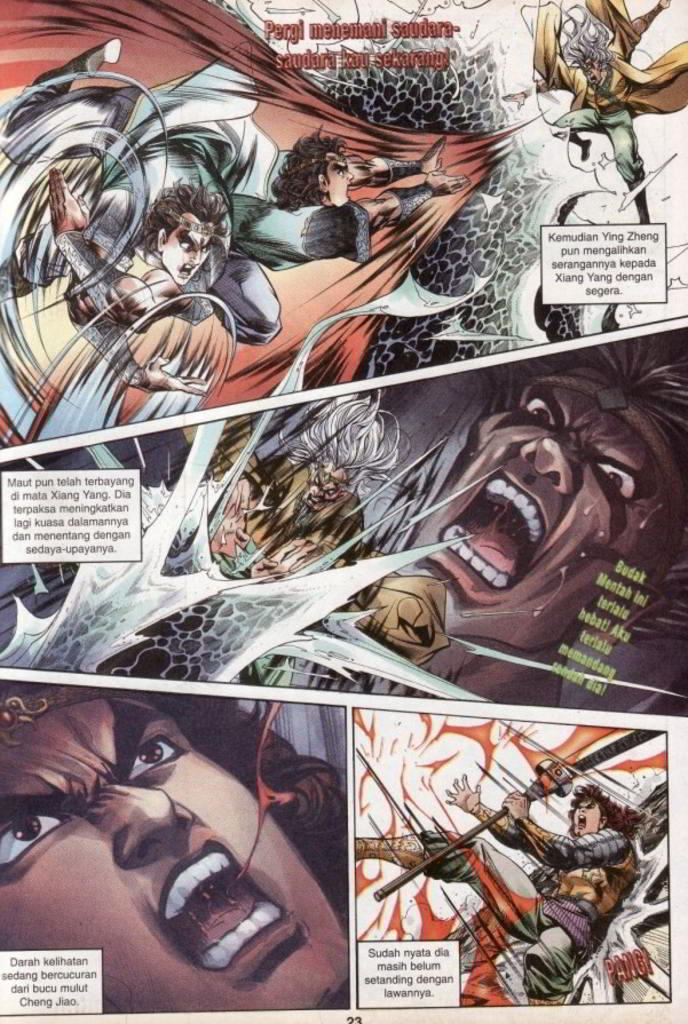 Pergi menemani saudara-
saudara kau sekarang!
Kemudian Ying Zheng
pun mengalihkan
serangannya kepada
Xiang Yang dengan
segera.
Maut pun telah terbayang
di mata Xiang Yang. Dia
terpaksa meningkatkan
lagi kuasa dalamannya
dan menentang dengan
sedaya-upayanya.
Budak
Mentah ini
terlalu
hebat! Aku
terlalu
memandang
rendah dia!
Darah kelihatan
sedang bercucuran
dari bucu mulut
Cheng Jiao.
Sudah nyata dia
masih belum
setanding dengan
lawannya.
PANG!
23